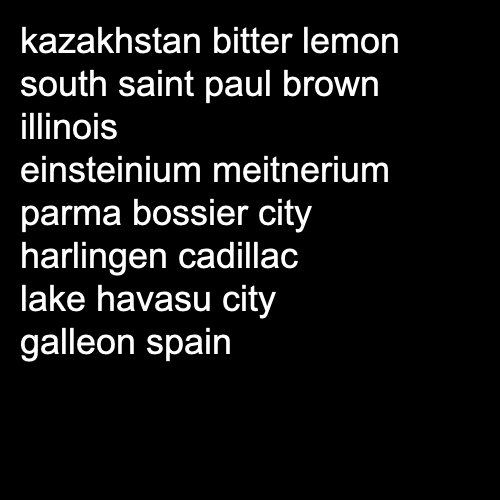 kazakhstan bitter lemon
south saint paul brown
illinois
einsteinium meitnerium
parma bossier city
harlingen cadillac
lake havasu city
galleon spain